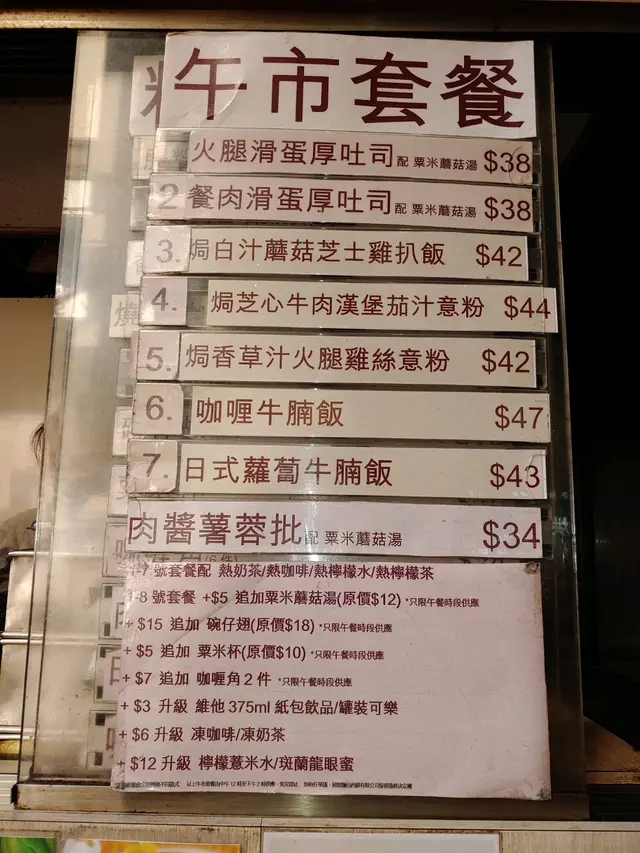 午市套餐
火腿滑蛋厚吐司 配 粟米蘑菇湯 $38
2 餐肉滑蛋厚吐司 配 粟米蘑菇湯 $38
3. 焗白汁蘑菇芝士雞扒飯 $42
4. 焗芝心牛肉漢堡茄汁意粉 $44
5. 焗香草汁火腿雞絲意粉 $42
6. 咖喱牛腩飯 $47
7. 日式蘿蔔牛腩飯 $43
肉醬薯蓉批 配 粟米蘑菇湯 $34
1-7 號套餐配 熱奶茶/熱咖啡/熱檸檬水/熱檸檬茶
1-8 號套餐 +$5 追加粟米蘑菇湯(原價$12) *只限午餐時段供應
+ $15 追加 碗仔翅(原價$18) *只限午餐時段供應
+ $5 追加 粟米杯(原價$10) *只限午餐時段供應
+ $7 追加 咖喱角 2 件 *只限午餐時段供應
+ $3 升級 維他 375ml 紙包飲品/罐裝可樂
+ $6 升級 凍咖啡/凍奶茶
+ $12 升級 檸檬薏米水/斑蘭龍眼蜜